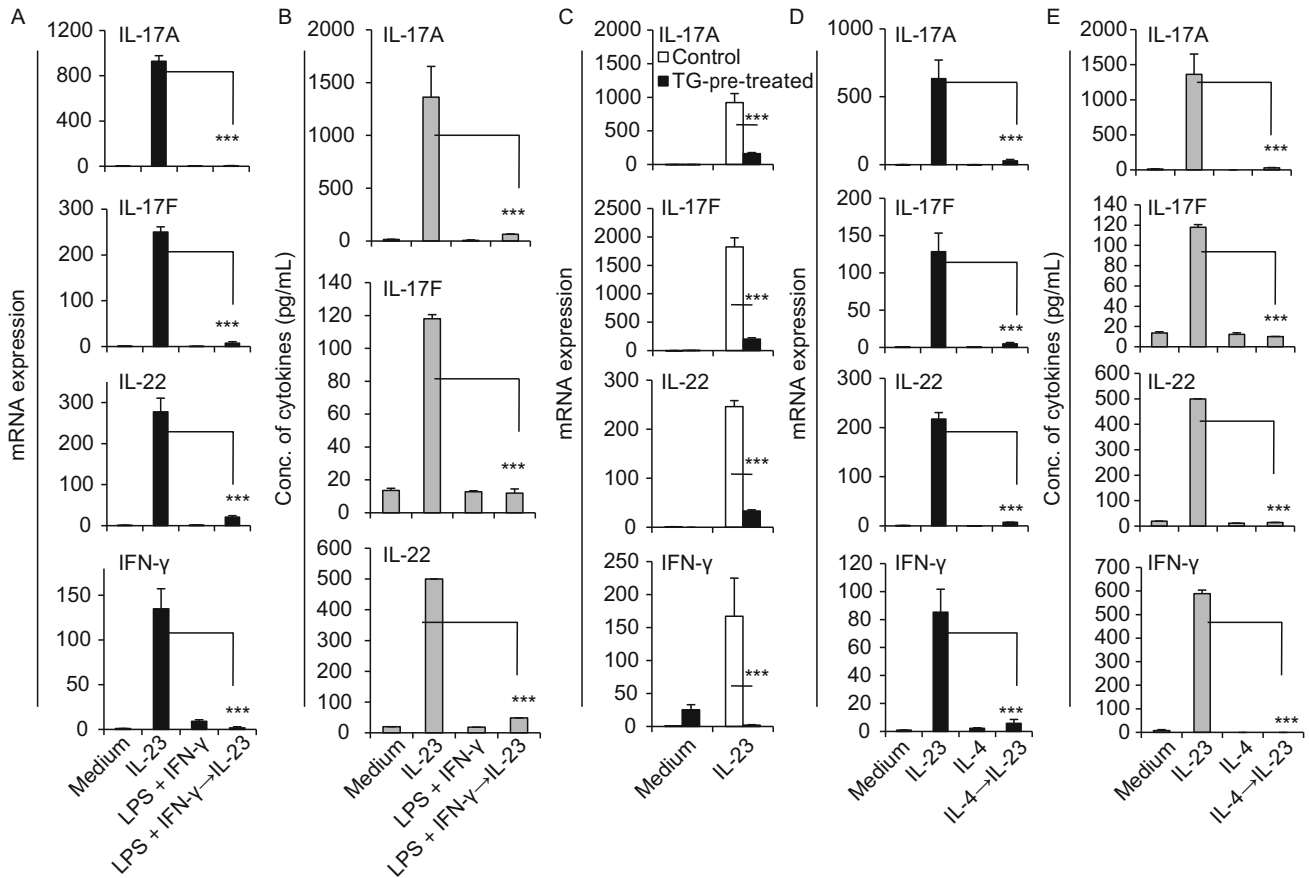 A
mRNA expression
IL-17A
1200
900
600
300
0
***
IL-17F
300
200
100
0
***
IL-22
300
200
100
0
***
IFN-γ
150
100
50
0
***
Medium
IL-23
LPS + IFN-γ
LPS + IFN-γ→IL-23
B
Conc. of cytokines (pg/mL)
IL-17A
2000
1500
1000
500
0
***
IL-17F
120
100
80
60
40
20
0
***
IL-22
600
500
400
300
200
100
0
***
Medium
IL-23
LPS + IFN-γ
LPS + IFN-γ→IL-23
C
mRNA expression
IL-17A
Control
TG-pre-treated
2000
1500
1000
500
0
***
IL-17F
2500
2000
1500
1000
500
0
***
IL-22
300
200
100
0
***
IFN-γ
250
200
150
100
50
0
***
Medium
IL-23
D
mRNA expression
IL-17A
1000
500
0
***
IL-17F
200
150
100
50
0
***
IL-22
300
200
100
0
***
IFN-γ
100
80
60
40
20
0
***
Medium
IL-23
IL-4
IL-4→IL-23
E
Conc. of cytokines (pg/mL)
IL-17A
2000
1500
1000
500
0
***
IL-17F
140
120
100
80
60
40
20
0
***
IL-22
600
500
400
300
200
100
0
***
IFN-γ
700
600
500
400
300
200
100
0
***
Medium
IL-23
IL-4
IL-4→IL-23